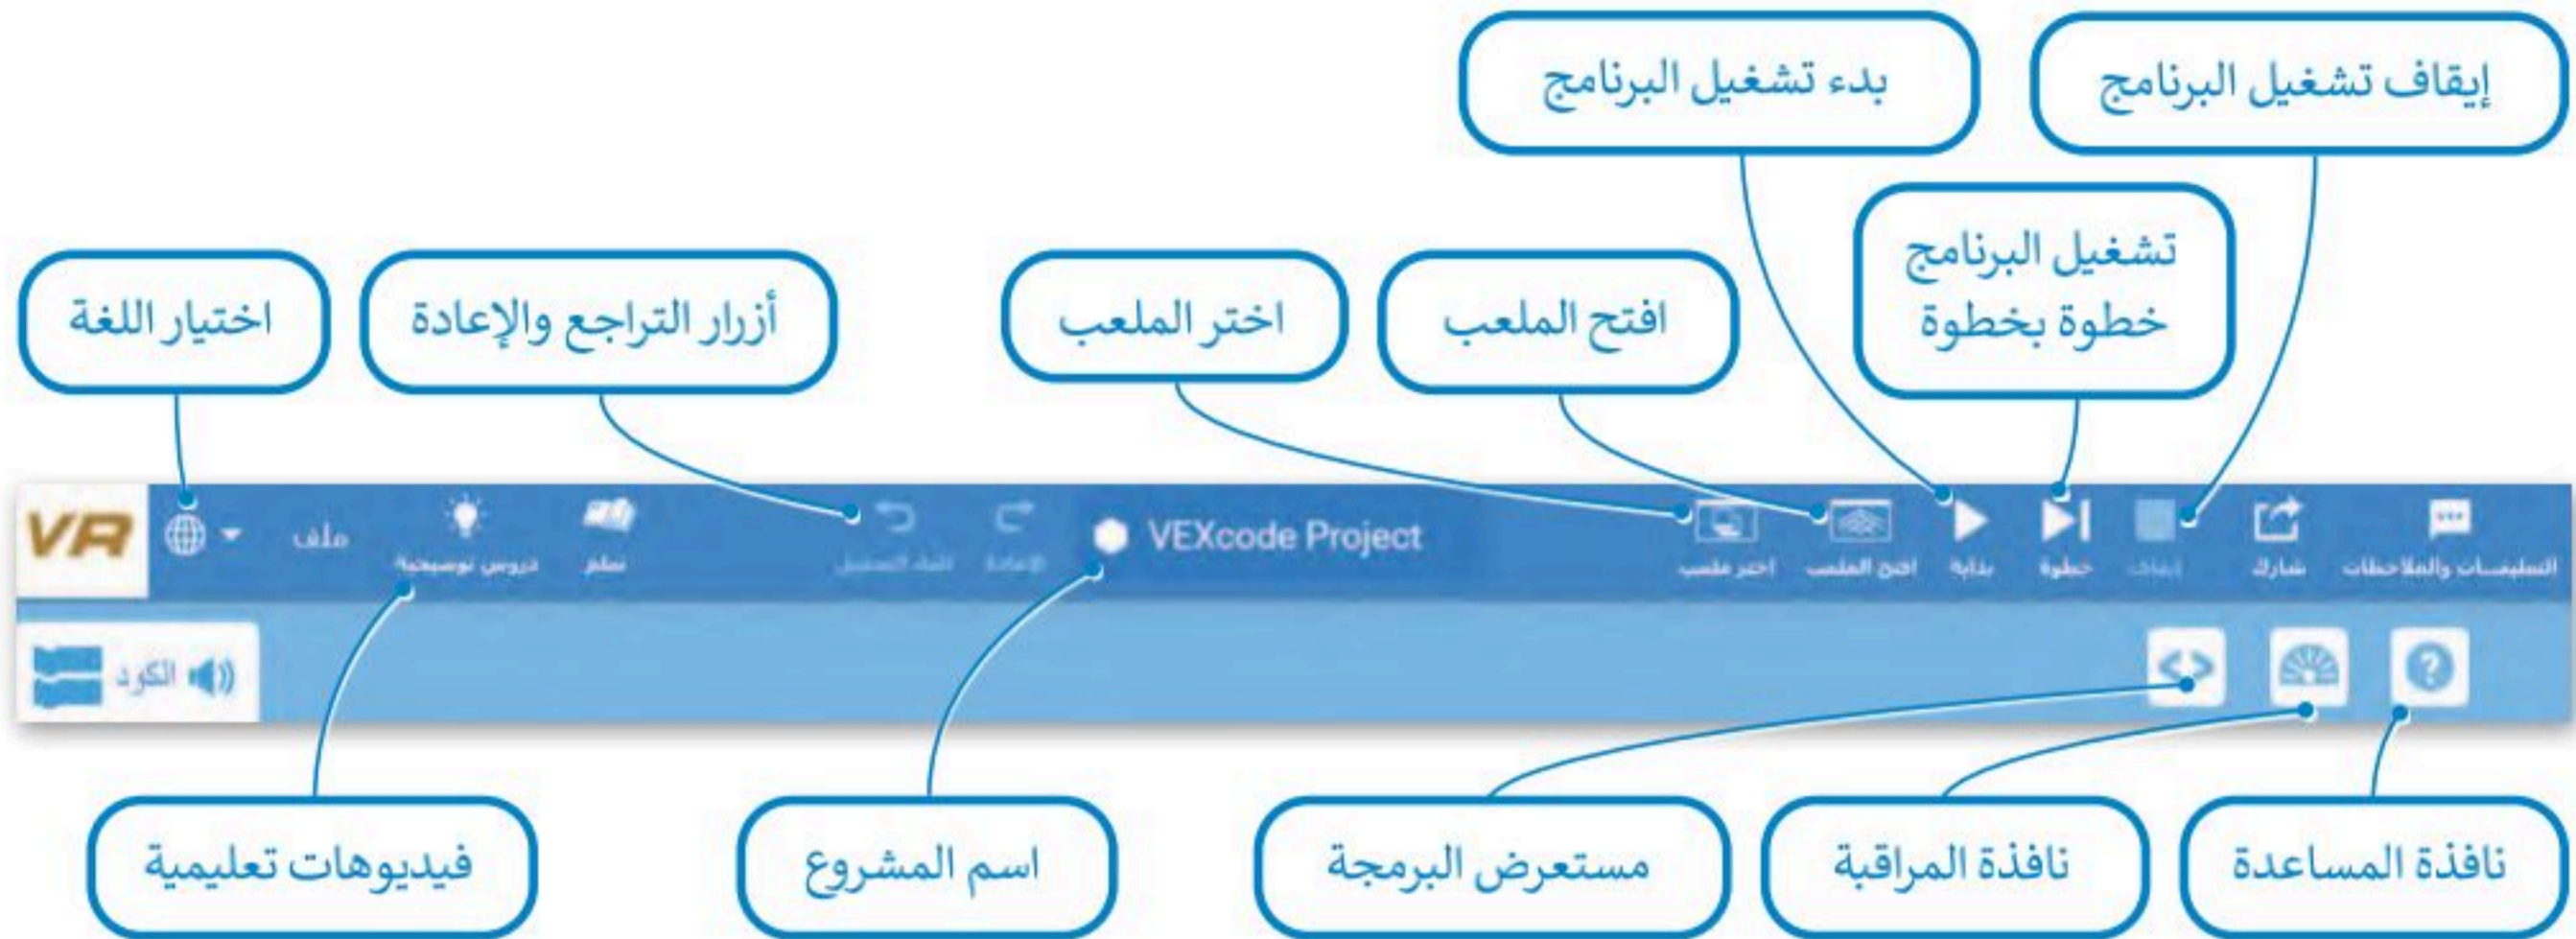 إيقاف تشغيل البرنامج
بدء تشغيل البرنامج
تشغيل البرنامج
خطوة بخطوة
افتح الملعب
اختر الملعب
أزرار التراجع والإعادة
اختيار اللغة
VR
ملف
دروس توضيحية
تعلم
الإعادة
VEXcode Project
اختر ملعب
افتح الملعب
بداية
خطوة
إيقاف
شارك
التعليمات والملاحظات
الكود
نافذة المساعدة
نافذة المراقبة
مستعرض البرمجة
اسم المشروع
فيديوهات تعليمية